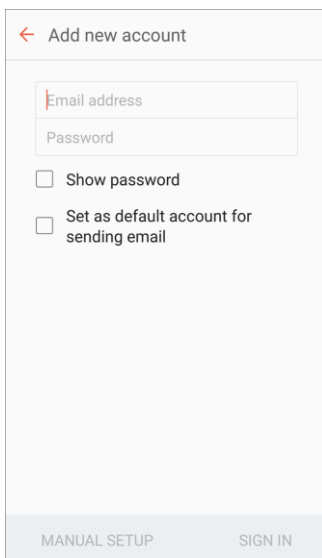 Add new account
Email address
Password
Show password
Set as default account for
sending email
MANUAL SETUP SIGN IN